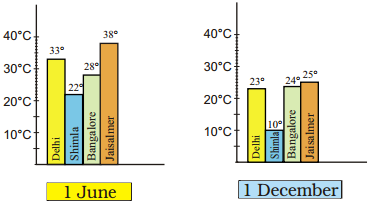 40°C
30°C
20°C
10°C
33°
22°
28°
38°
Delhi
Shimla
Bangalore
Jaisalmer
1 June
40°C
30°C
20°C
10°C
23°
10°
24°
25°
Delhi
Shimla
Bangalore
Jaisalmer
1 December